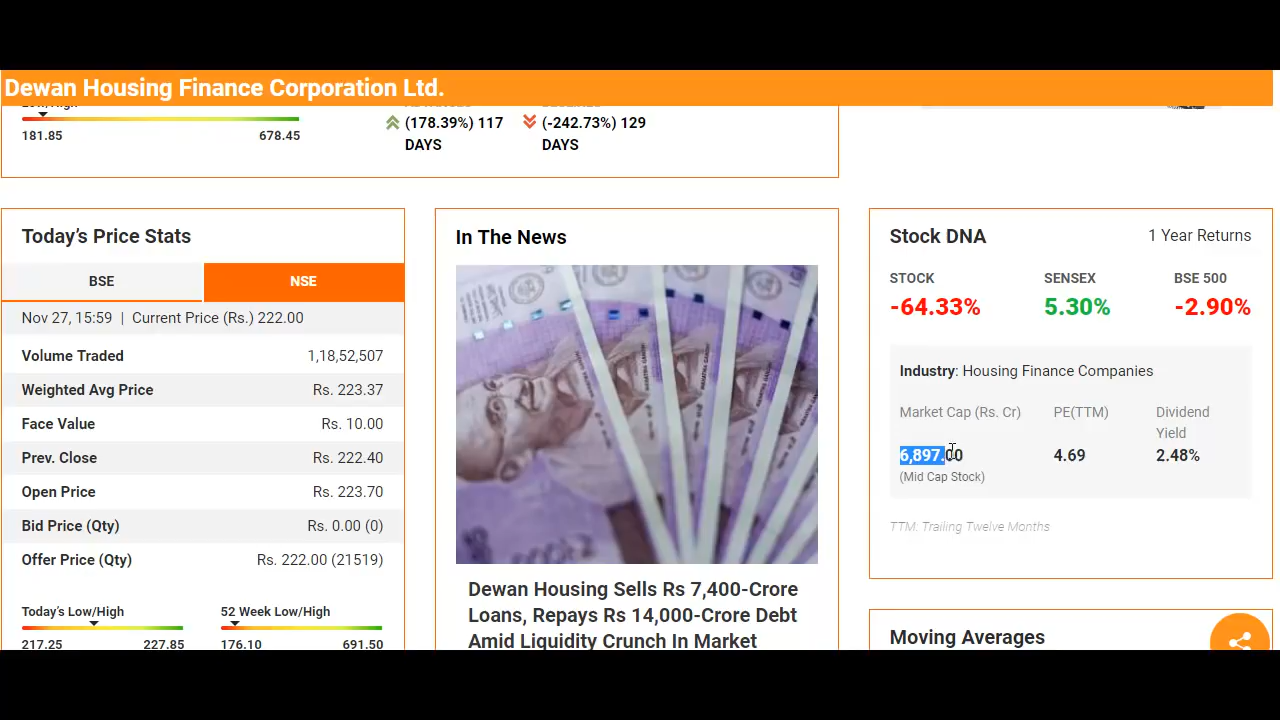 Dewan Housing Finance Corporation Ltd.
181.85 678.45
(178.39%) 117 DAYS
(-242.73%) 129 DAYS
Today's Price Stats
BSE NSE
Nov 27, 15:59 | Current Price (Rs.) 222.00
Volume Traded 1,18,52,507
Weighted Avg Price Rs. 223.37
Face Value Rs. 10.00
Prev. Close Rs. 222.40
Open Price Rs. 223.70
Bid Price (Qty) Rs. 0.00 (0)
Offer Price (Qty) Rs. 222.00 (21519)
Today's Low/High 52 Week Low/High
217.25 227.85 176.10 691.50
In The News
Dewan Housing Sells Rs 7,400-Crore
Loans, Repays Rs 14,000-Crore Debt
Amid Liquidity Crunch In Market
Stock DNA 1 Year Returns
STOCK SENSEX BSE 500
-64.33% 5.30% -2.90%
Industry: Housing Finance Companies
Market Cap (Rs. Cr) PE(TTM) Dividend Yield
6,897.00 4.69 2.48%
(Mid Cap Stock)
TTM: Trailing Twelve Months
Moving Averages